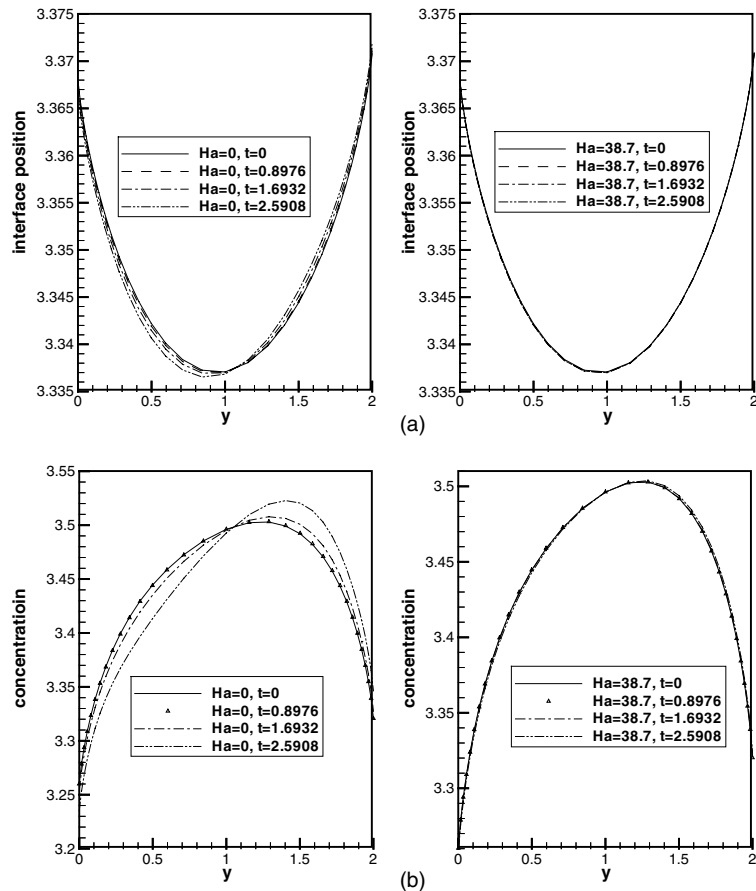 3.375
3.37
3.365
3.36
3.355
3.35
3.345
3.34
3.335
interface position
Ha=0, t=0
Ha=0, t=0.8976
Ha=0, t=1.6932
Ha=0, t=2.5908
0 0.5 1 1.5 2
y
3.375
3.37
3.365
3.36
3.355
3.35
3.345
3.34
3.335
interface position
Ha=38.7, t=0
Ha=38.7, t=0.8976
Ha=38.7, t=1.6932
Ha=38.7, t=2.5908
0 0.5 1 1.5 2
y
(a)
3.55
3.5
3.45
3.4
3.35
3.3
3.25
3.2
concentratioin
Ha=0, t=0
Ha=0, t=0.8976
Ha=0, t=1.6932
Ha=0, t=2.5908
0 0.5 1 1.5 2
y
3.5
3.45
3.4
3.35
3.3
concentratioin
Ha=38.7, t=0
Ha=38.7, t=0.8976
Ha=38.7, t=1.6932
Ha=38.7, t=2.5908
0 0.5 1 1.5 2
y
(b)